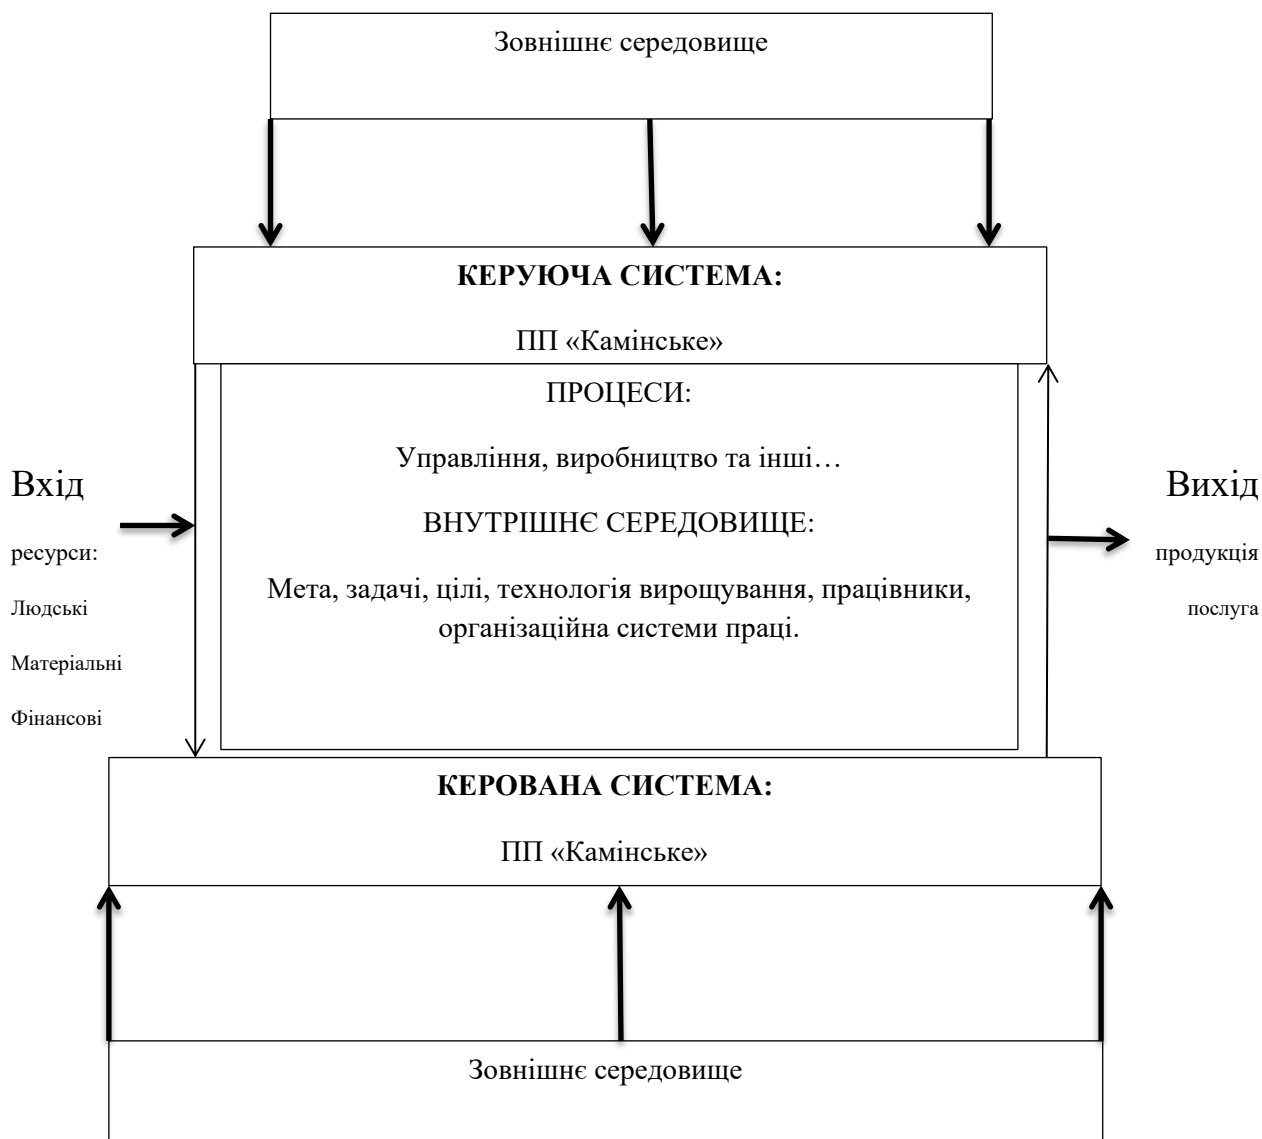 Зовнішнє середовище
КЕРУЮЧА СИСТЕМА:
ПП «Камінське»
ПРОЦЕСИ:
Управління, виробництво та інші…
ВНУТРІШНЄ СЕРЕДОВИЩЕ:
Мета, задачі, цілі, технологія вирощування, працівники,
організаційна системи праці.
Вхід
ресурси:
Людські
Матеріальні
Фінансові
Вихід
продукція
послуга
КЕРОВАНА СИСТЕМА:
ПП «Камінське»
Зовнішнє середовище